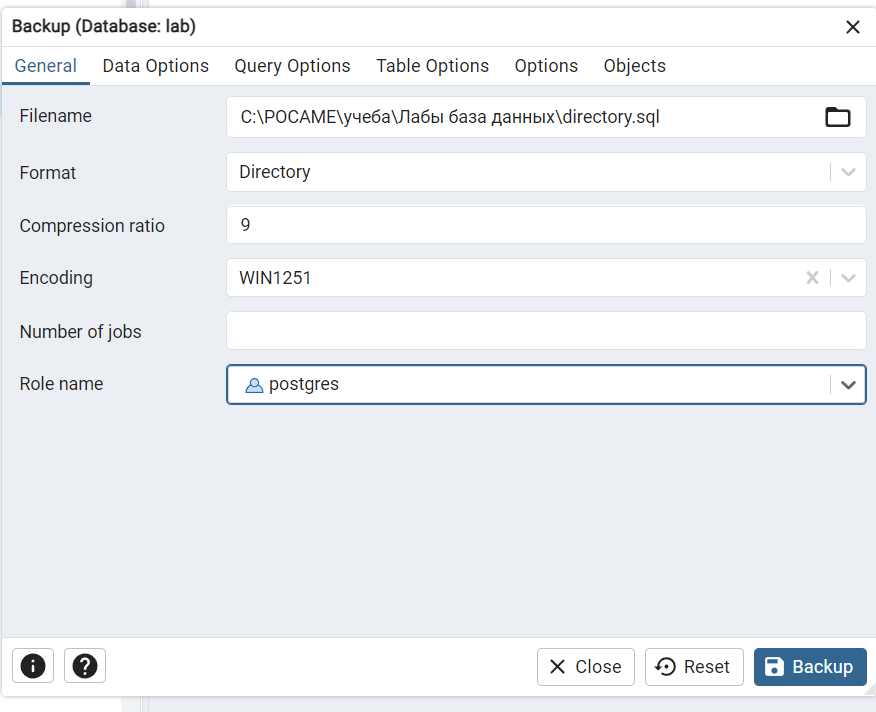 Backup (Database: lab)
General Data Options Query Options Table Options Options Objects
Filename C:\POCAME\учеба\Лабы база данных\directory.sql
Format Directory
Compression ratio 9
Encoding WIN1251
Number of jobs
Role name postgres
Close Reset Backup